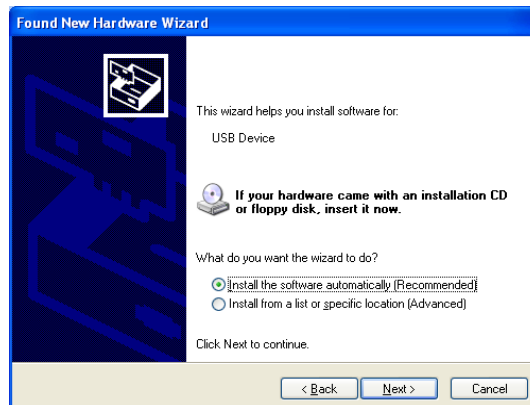 Found New Hardware Wizard
This wizard helps you install software for:
USB Device
If your hardware came with an installation CD
or floppy disk, insert it now.
What do you want the wizard to do?
Install the software automatically (Recommended)
Install from a list or specific location (Advanced)
Click Next to continue.
< Back
Next >
Cancel